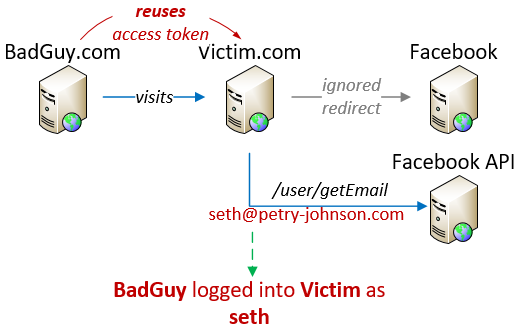 reuses
access token
BadGuy.com
Victim.com
Facebook
visits
ignored
redirect
Facebook API
/user/getEmail
seth@petry-johnson.com
BadGuy logged into Victim as
seth